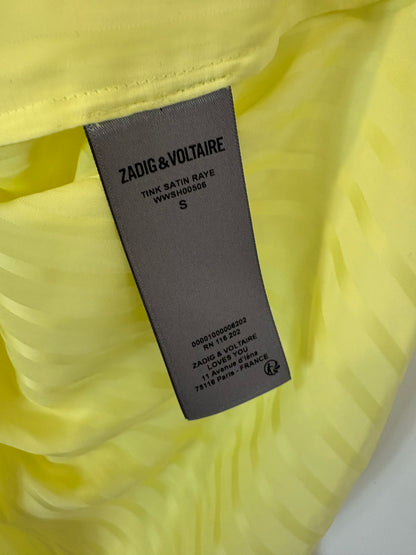 ZADIG & VOLTAIRE
TINK SATIN RAYE
WWSH00506
S
00001000006202
RN 116 202
ZADIG & VOLTAIRE
LOVES YOU
11 Avenue d'Iéna
75116 Paris - FRANCE